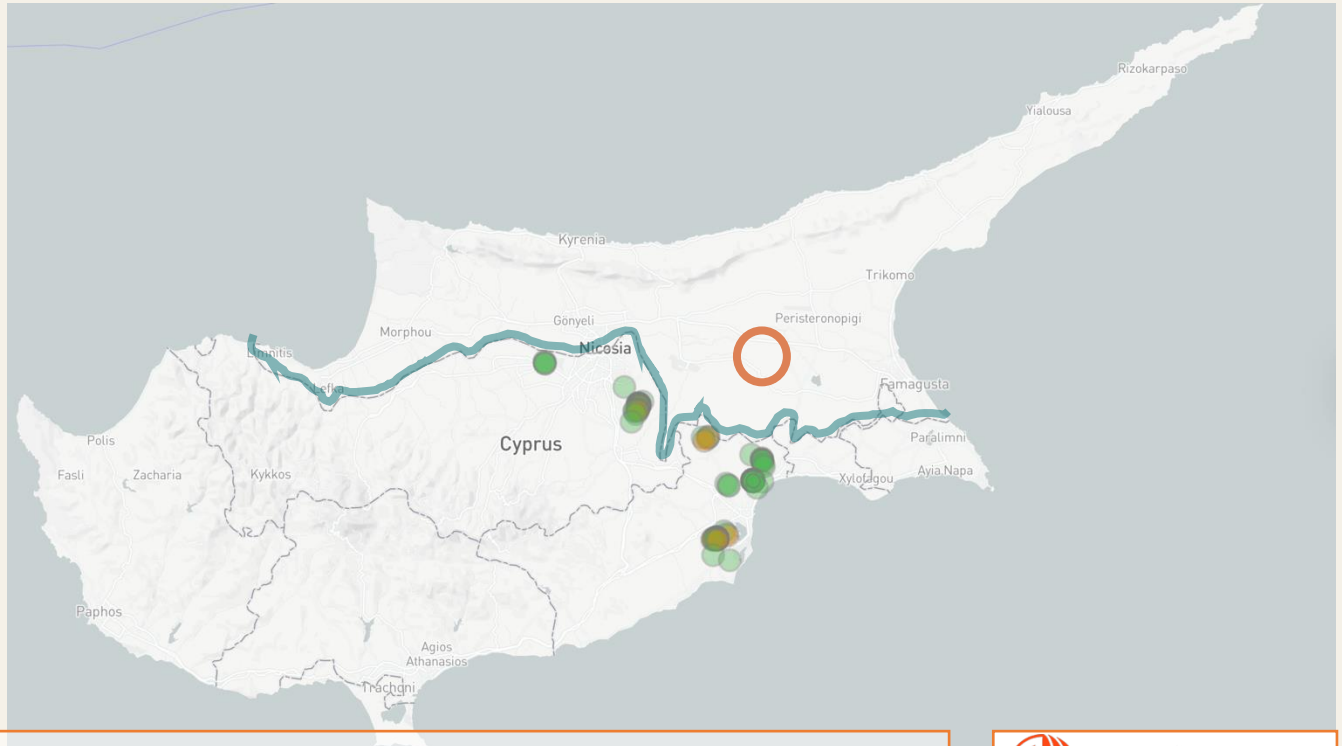 Rizokarpaso
Yialousa
Kyrenia
Trikomo
Gönyeli
Peristeronopigi
Morphou
Nicosia
Limnitis
Lefka
Famagusta
Polis
Cyprus
Paralimni
Fasli
Zacharia
Kykkos
Xylofagou
Ayia Napa
Paphos
Agios
Athanasios
Trachoni